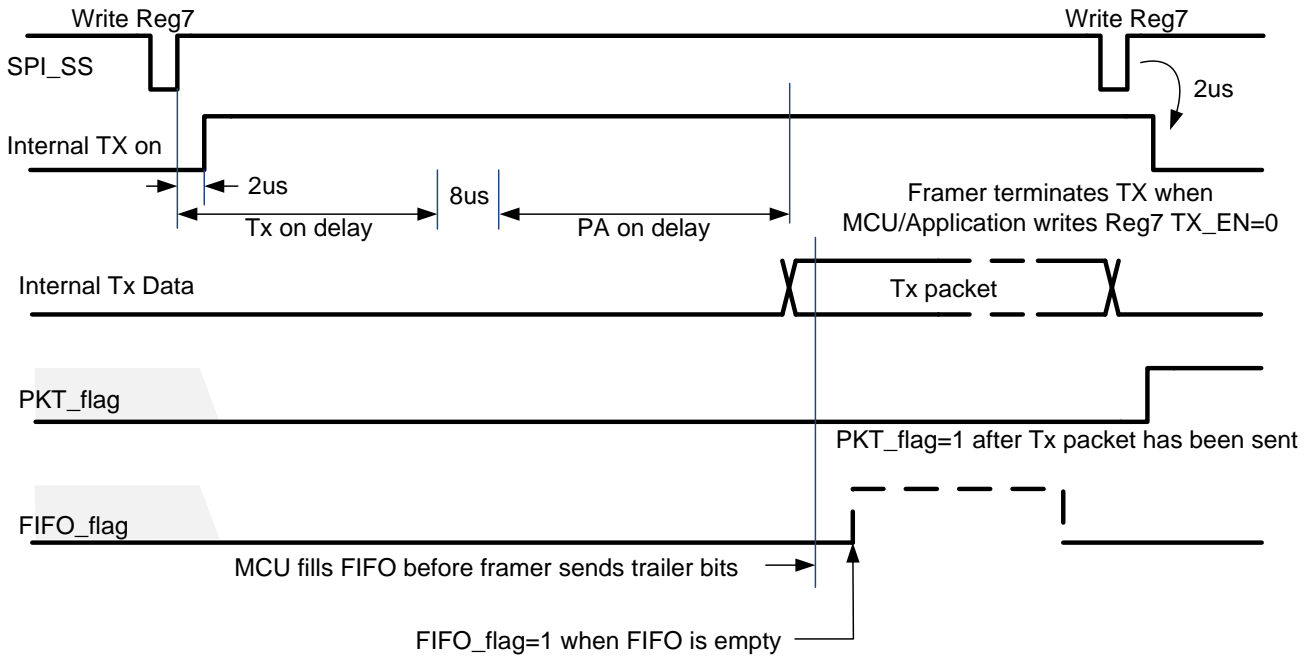 Write Reg7
Write Reg7
SPI_SS
2us
Internal TX on
2us
8us
Tx on delay
PA on delay
Framer terminates TX when
MCU/Application writes Reg7 TX_EN=0
Internal Tx Data
Tx packet
PKT_flag
PKT_flag=1 after Tx packet has been sent
FIFO_flag
MCU fills FIFO before framer sends trailer bits
FIFO_flag=1 when FIFO is empty